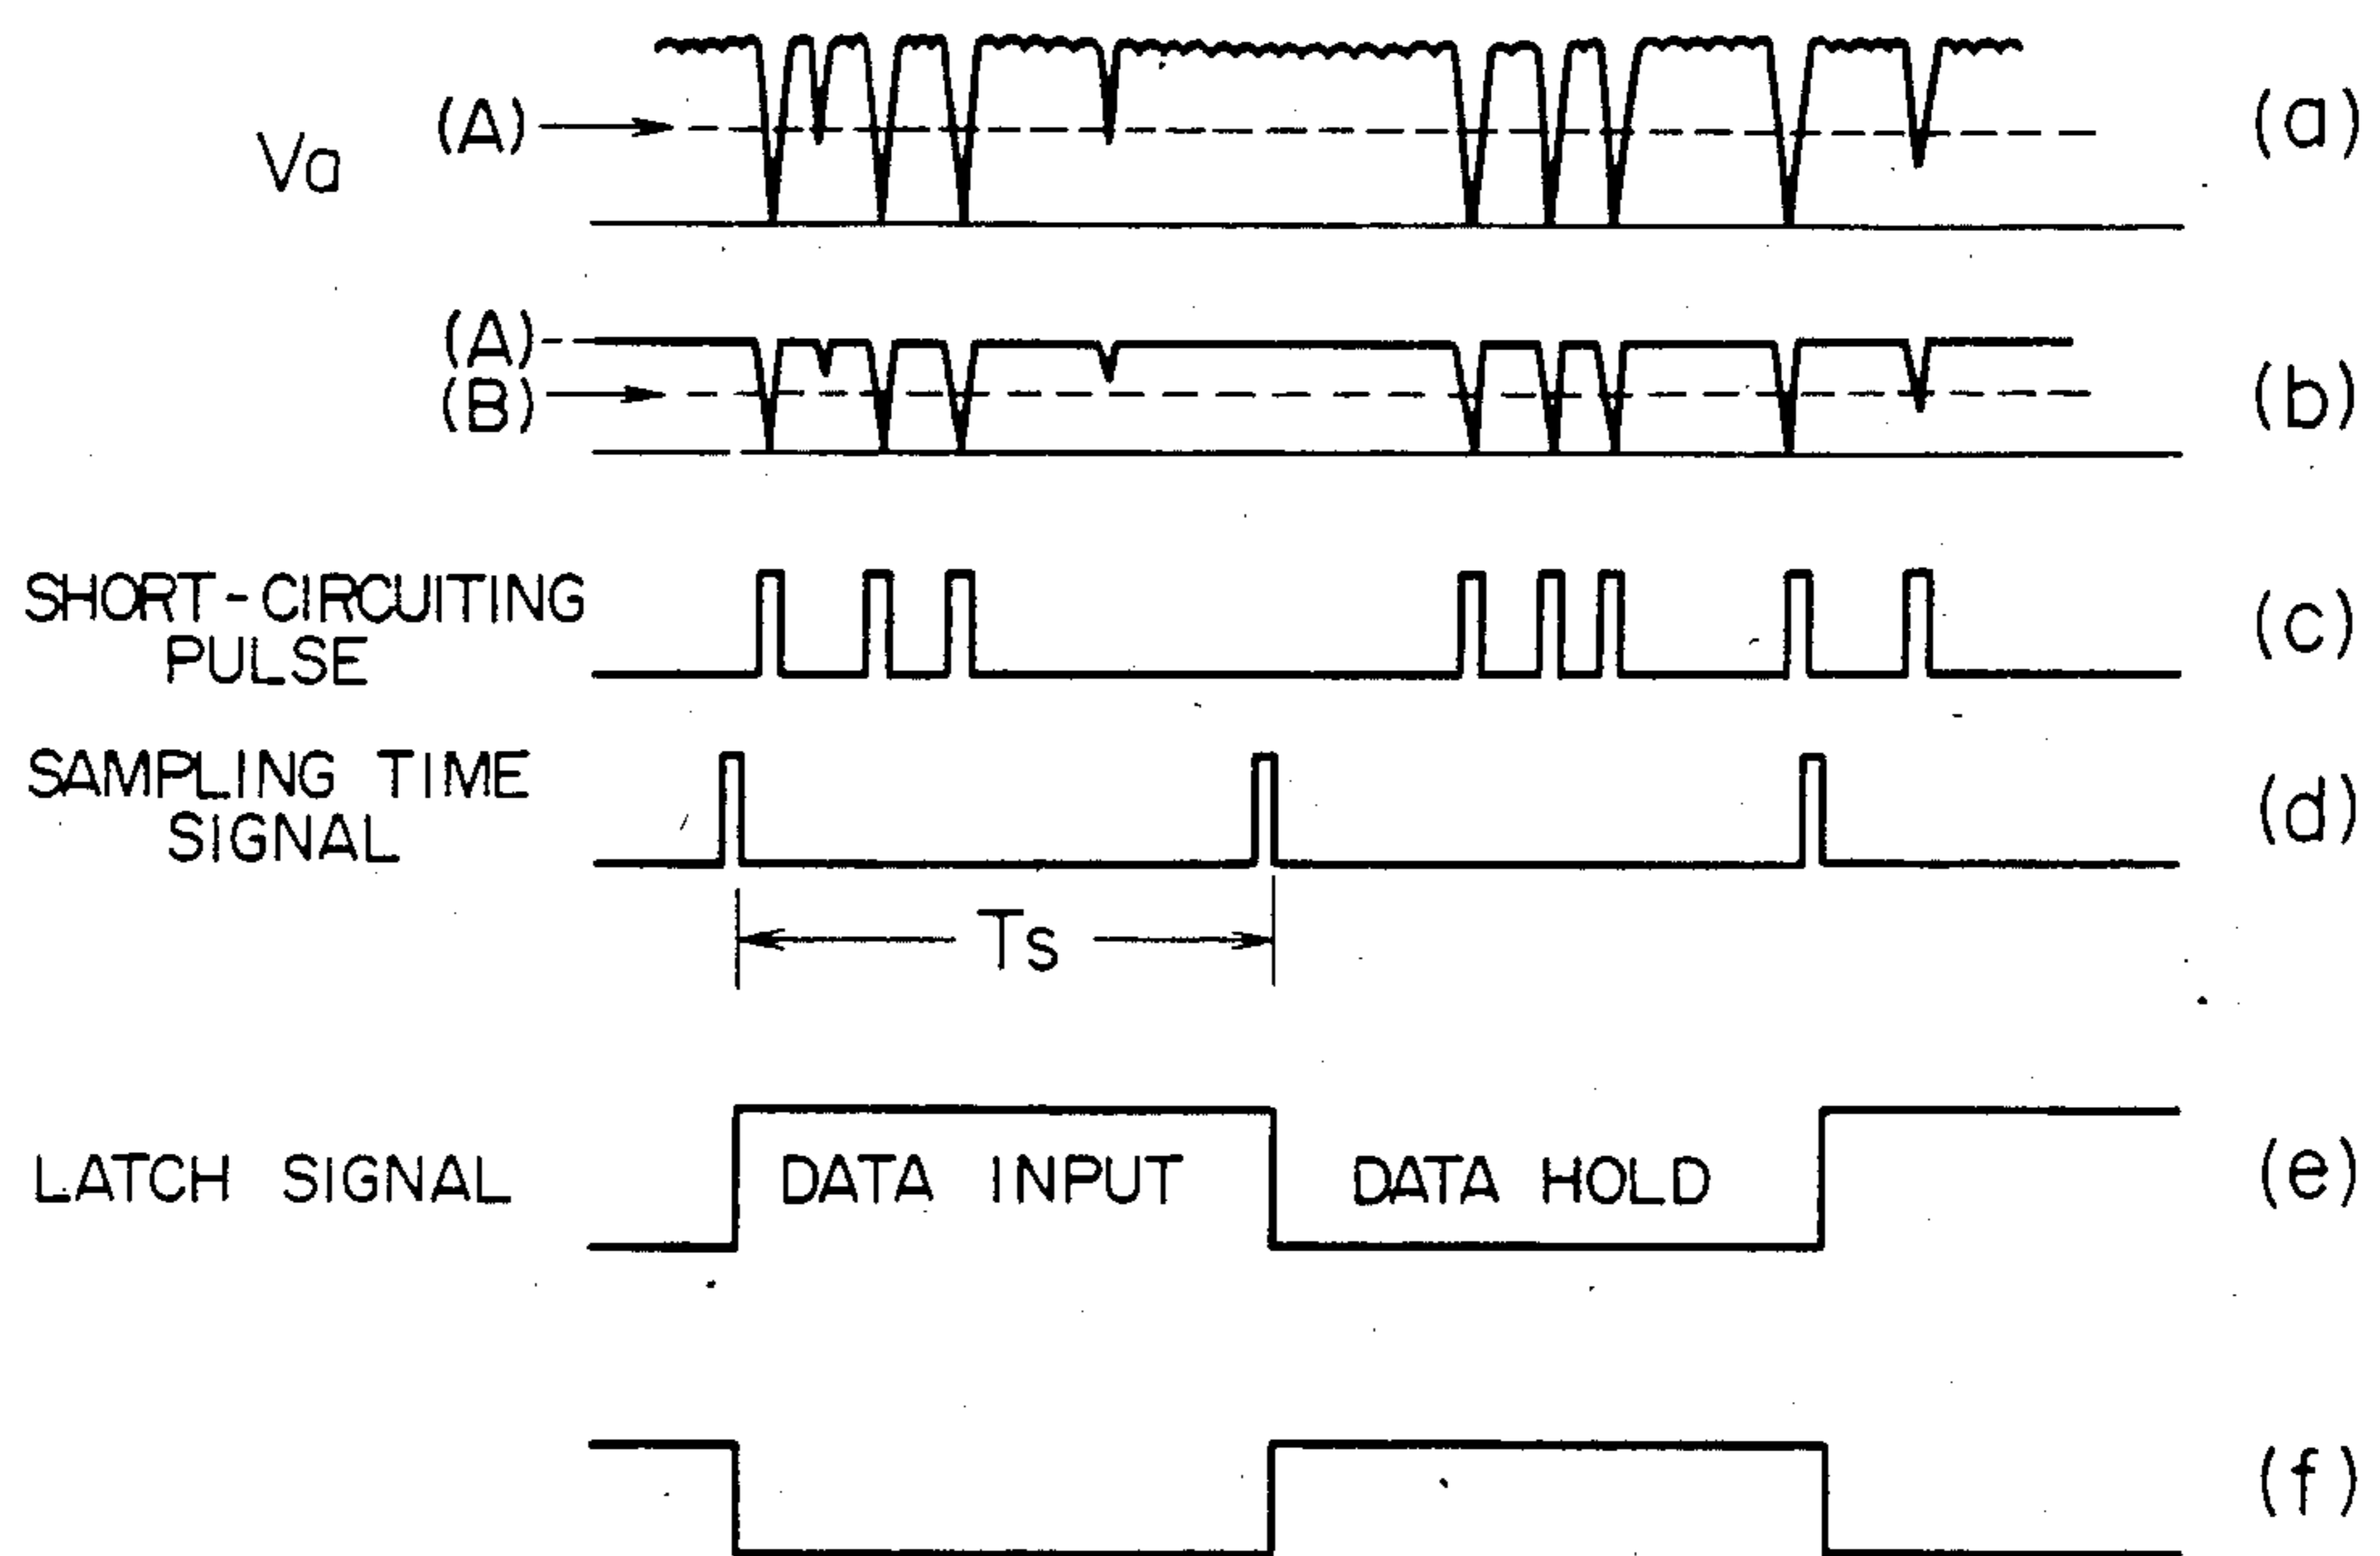 Va (A) (a)
(A)
(B) (b)
SHORT-CIRCUITING
PULSE (c)
SAMPLING TIME
SIGNAL (d)
Ts
LATCH SIGNAL DATA INPUT DATA HOLD (e)
(f)